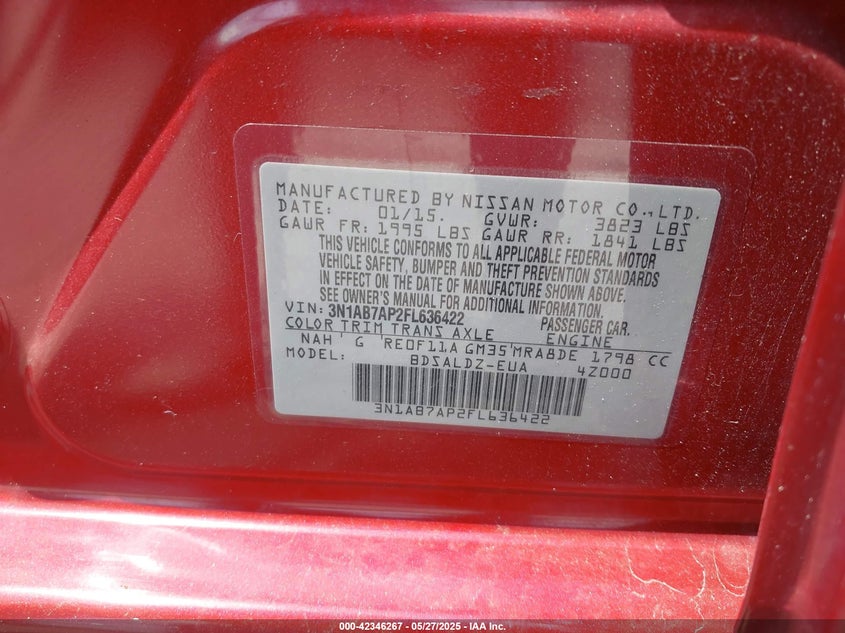 MANUFACTURED BY NISSAN MOTOR CO.,LTD.
DATE: 01/15. GVWR: 3823 LBS
GAWR FR: 1995 LBS GAWR RR: 1841 LBS
THIS VEHICLE CONFORMS TO ALL APPLICABLE FEDERAL MOTOR
VEHICLE SAFETY, BUMPER AND THEFT PREVENTION STANDARDS
IN EFFECT ON THE DATE OF MANUFACTURE SHOWN ABOVE.
SEE OWNER'S MANUAL FOR ADDITIONAL INFORMATION.
VIN: 3N1AB7AP2FL636422 PASSENGER CAR.
COLOR TRIM TRANS AXLE ENGINE
NAH ' G 'RE0F11A GM35'MRA8DE 1798 CC
MODEL: BDSALDZ-EUA 4Z000
3N1AB7AP2FL636422
000-42346267 - 05/27/2025 - IAA Inc.